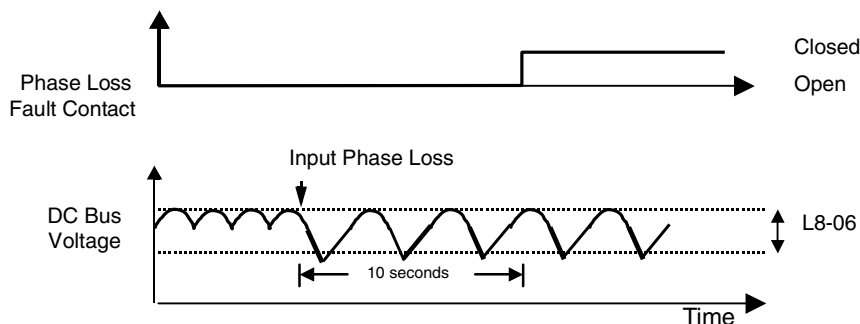 Closed
Phase Loss
Fault Contact
Open
Input Phase Loss
DC Bus
Voltage
L8-06
10 seconds
Time